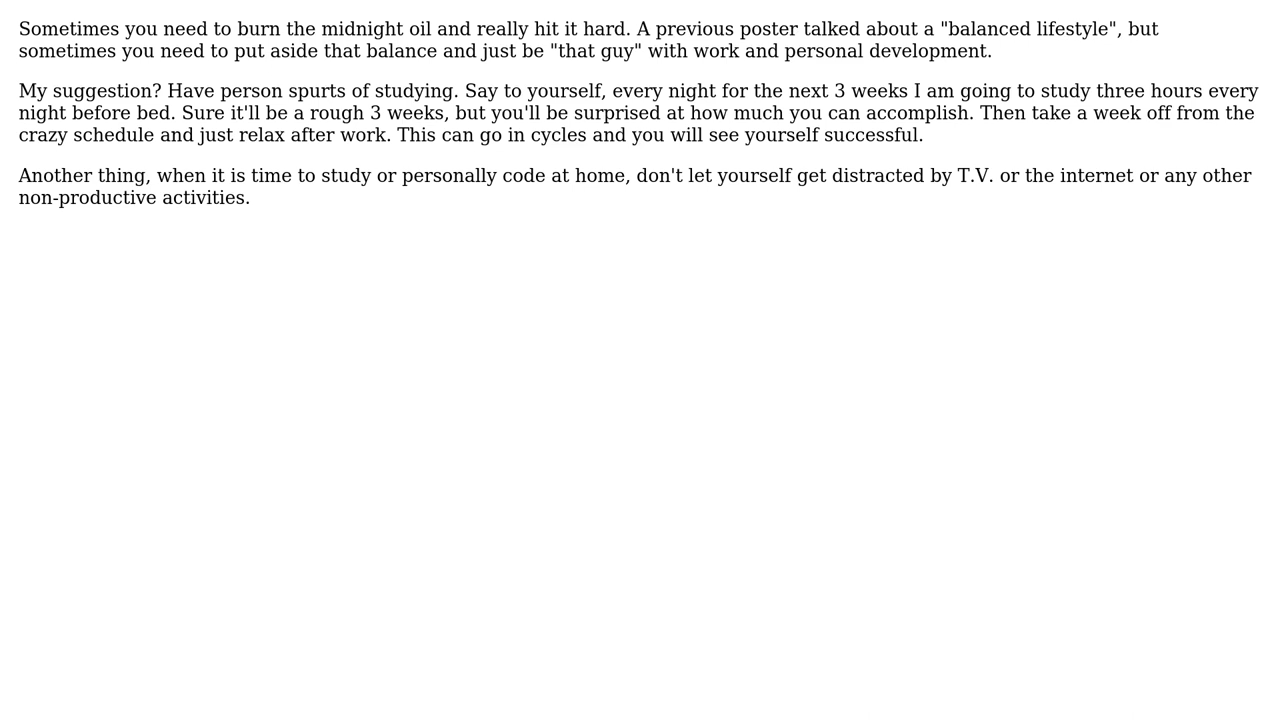 Sometimes you need to burn the midnight oil and really hit it hard. A previous poster talked about a "balanced lifestyle", but
sometimes you need to put aside that balance and just be "that guy" with work and personal development.
My suggestion? Have person spurts of studying. Say to yourself, every night for the next 3 weeks I am going to study three hours every
night before bed. Sure it'll be a rough 3 weeks, but you'll be surprised at how much you can accomplish. Then take a week off from the
crazy schedule and just relax after work. This can go in cycles and you will see yourself successful.
Another thing, when it is time to study or personally code at home, don't let yourself get distracted by T.V. or the internet or any other
non-productive activities.